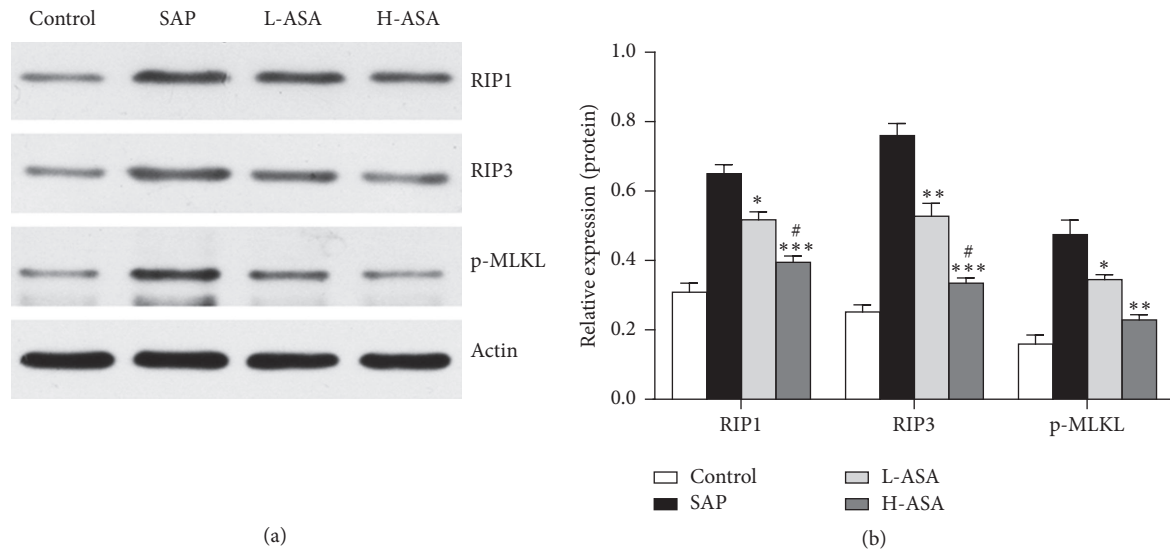 Control SAP L-ASA H-ASA
RIP1
RIP3
p-MLKL
Actin
(a)
Relative expression (protein)
1.0
0.8
0.6
0.4
0.2
0.0
*
#
***
**
#
***
*
**
RIP1 RIP3 p-MLKL
Control L-ASA
SAP H-ASA
(b)